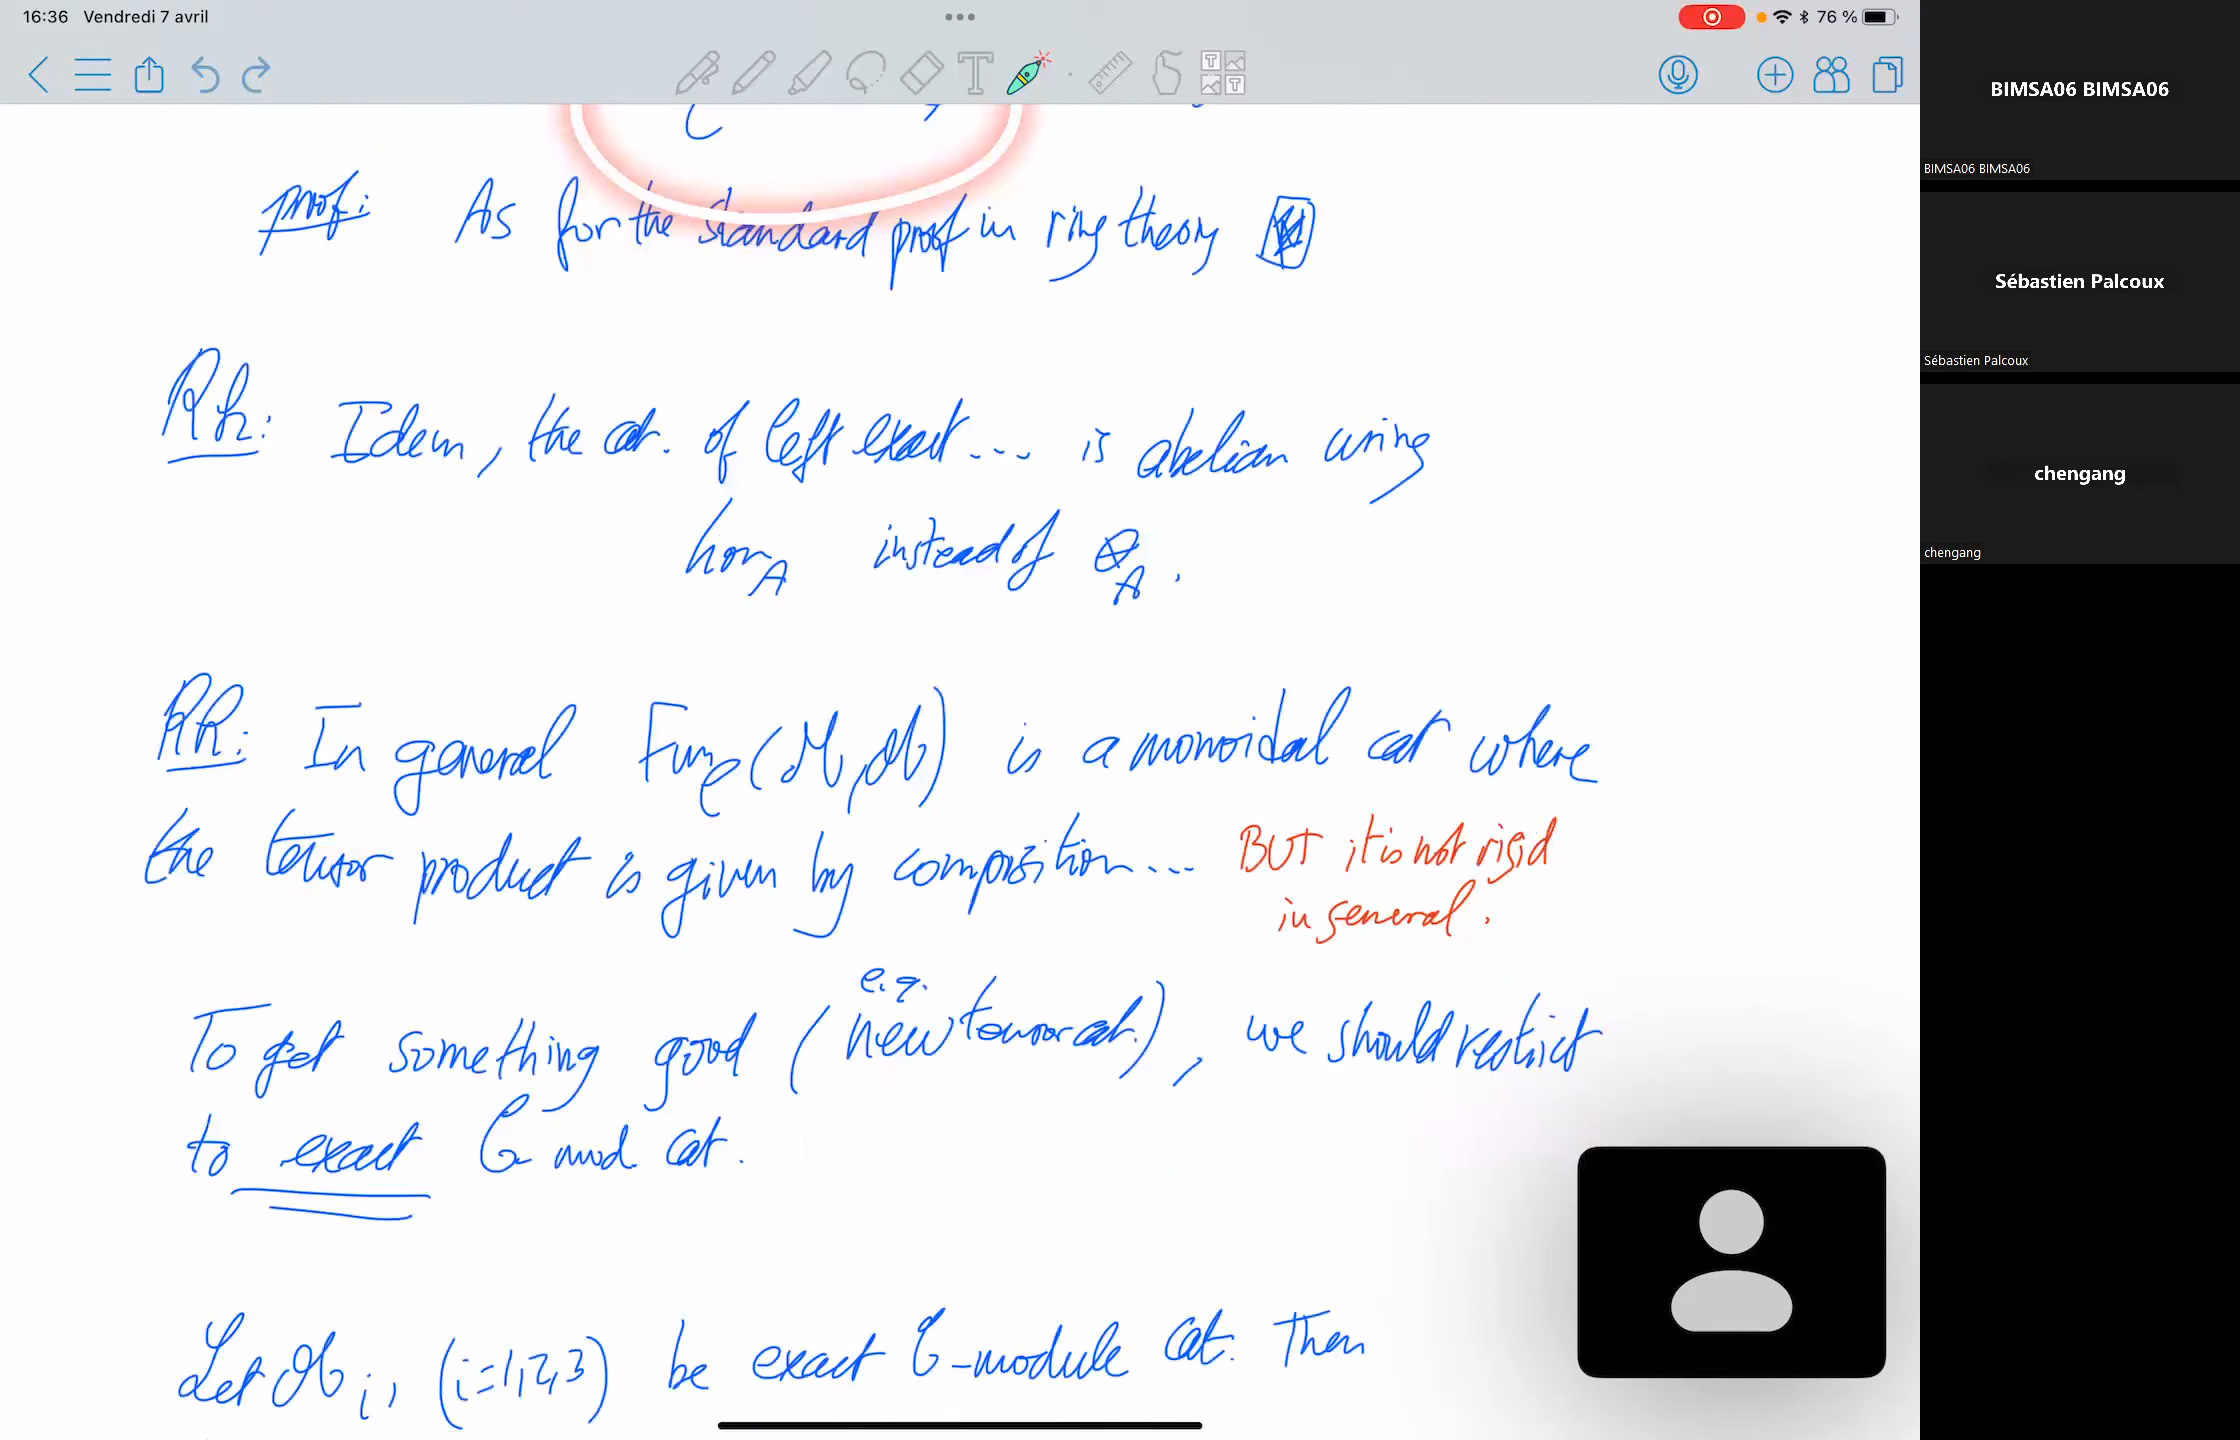 16:36 Vendredi 7 avril
76 %
proof: As for the standard proof in ring theory
Rk: Idem, the cat. of left exact... is abelian using
hom_A instead of ⊗_A.
Rk: In general Fun_C(M,M) is a monoidal cat where
the tensor product is given by composition...
BUT it is not rigid
in general.
To get something good (e.g. new tensor cat.), we should restrict
to exact C-mod. cat.
Let M_i, (i=1,2,3) be exact C-module cat. Then
BIMSA06 BIMSA06
BIMSA06 BIMSA06
Sébastien Palcoux
Sébastien Palcoux
chengang
chengang